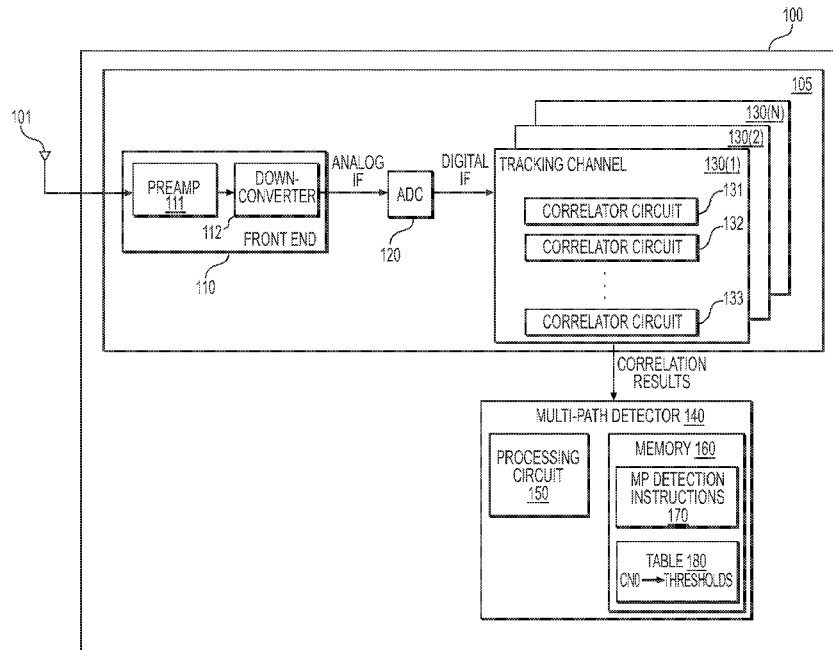 100
105
101
130(N)
130(2)
ANALOG
IF
DIGITAL
IF
TRACKING CHANNEL
130(1)
PREAMP
111
DOWN-
CONVERTER
ADC
CORRELATOR CIRCUIT
131
112
FRONT END
120
CORRELATOR CIRCUIT
132
110
CORRELATOR CIRCUIT
133
CORRELATION
RESULTS
MULTI-PATH DETECTOR 140
PROCESSING
CIRCUIT
150
MEMORY 160
MP DETECTION
INSTRUCTIONS
170
TABLE 180
CN0 → THRESHOLDS